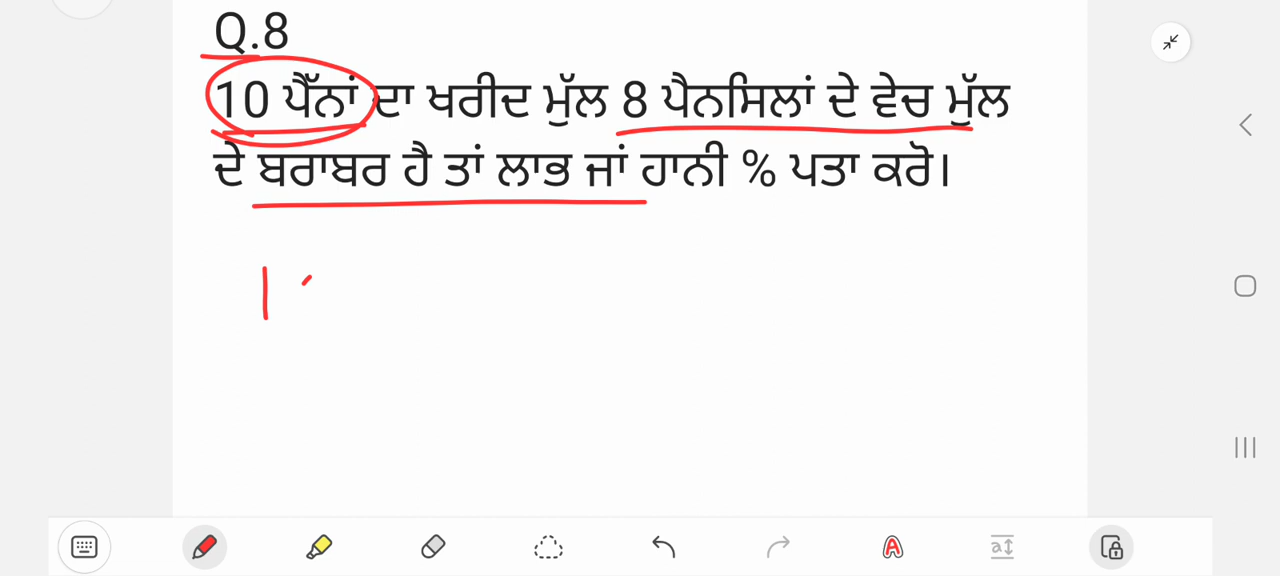 Q.8
10 ਪੈੱਨਾਂ ਦਾ ਖਰੀਦ ਮੁੱਲ 8 ਪੈਨਸਿਲਾਂ ਦੇ ਵੇਚ ਮੁੱਲ
ਦੇ ਬਰਾਬਰ ਹੈ ਤਾਂ ਲਾਭ ਜਾਂ ਹਾਨੀ % ਪਤਾ ਕਰੋ।